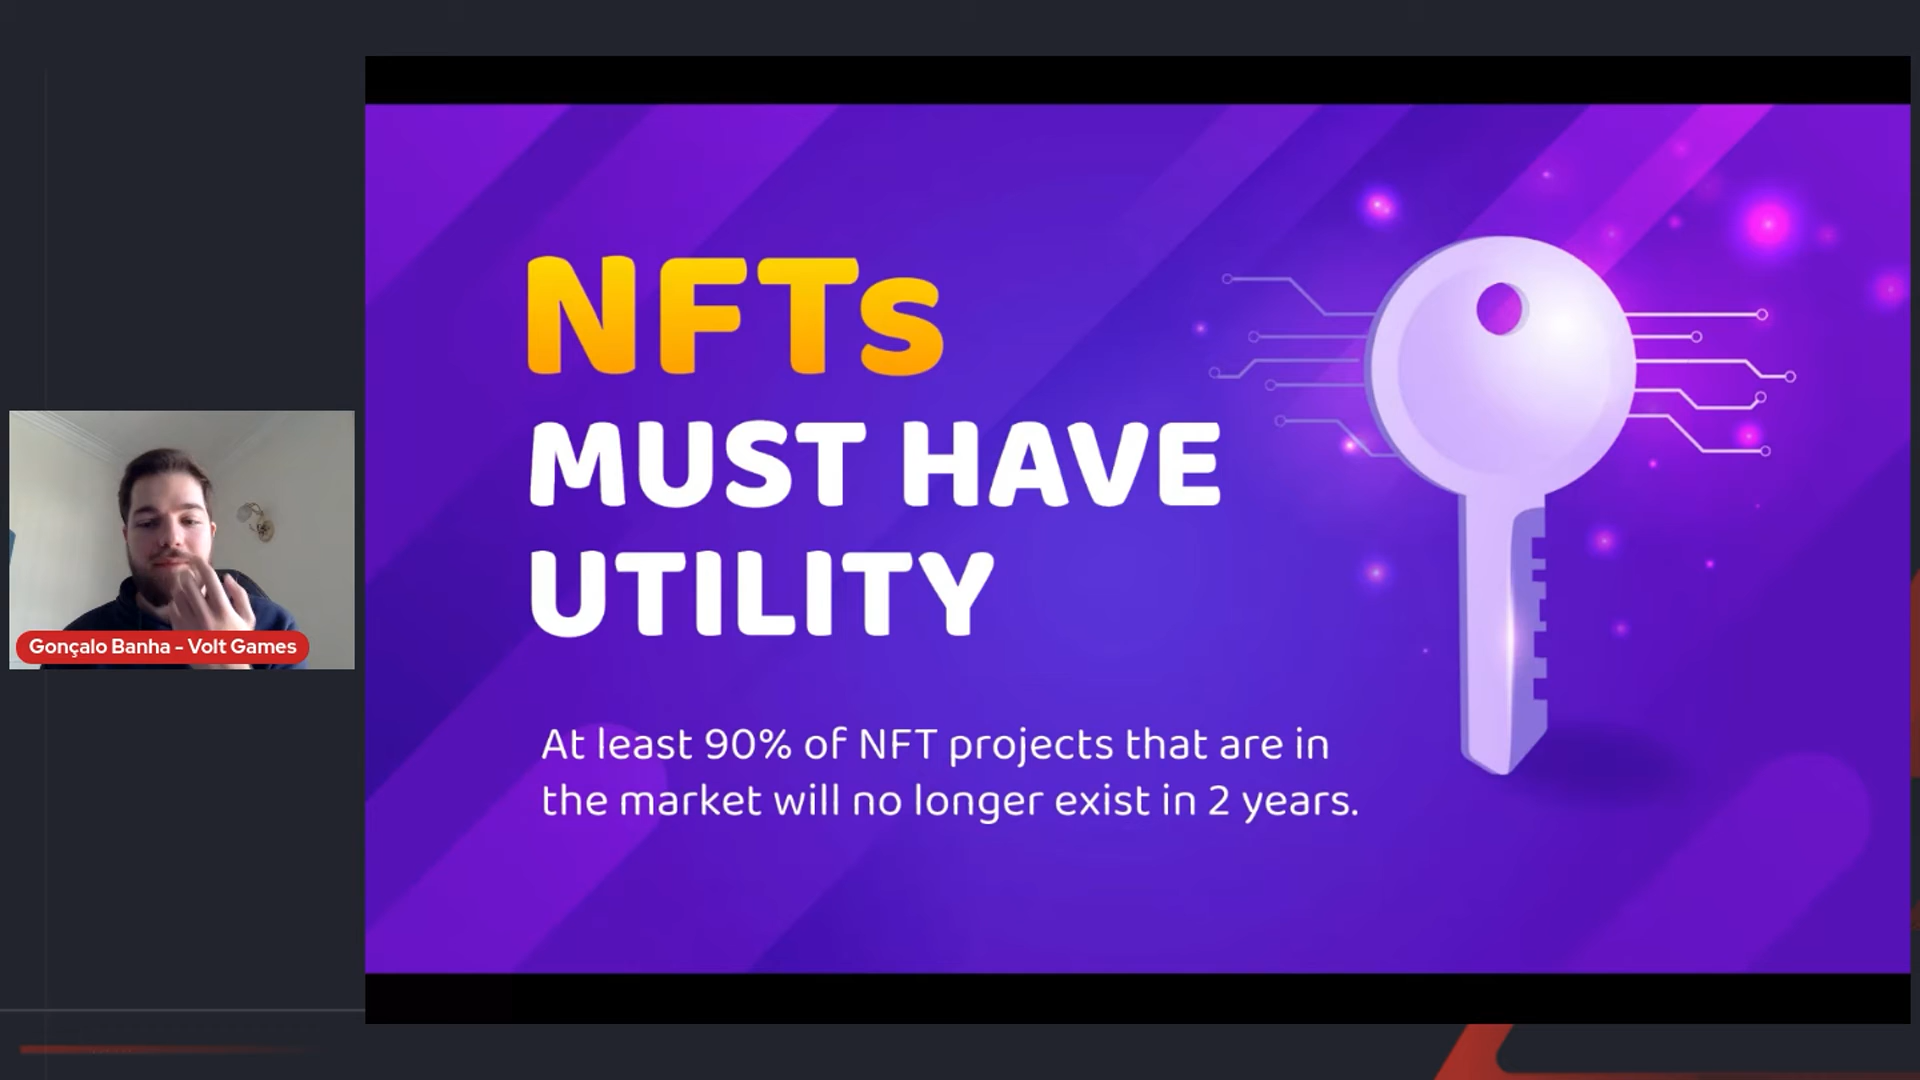 NFTs
MUST HAVE
UTILITY
At least 90% of NFT projects that are in
the market will no longer exist in 2 years.
Gonçalo Banha - Volt Games